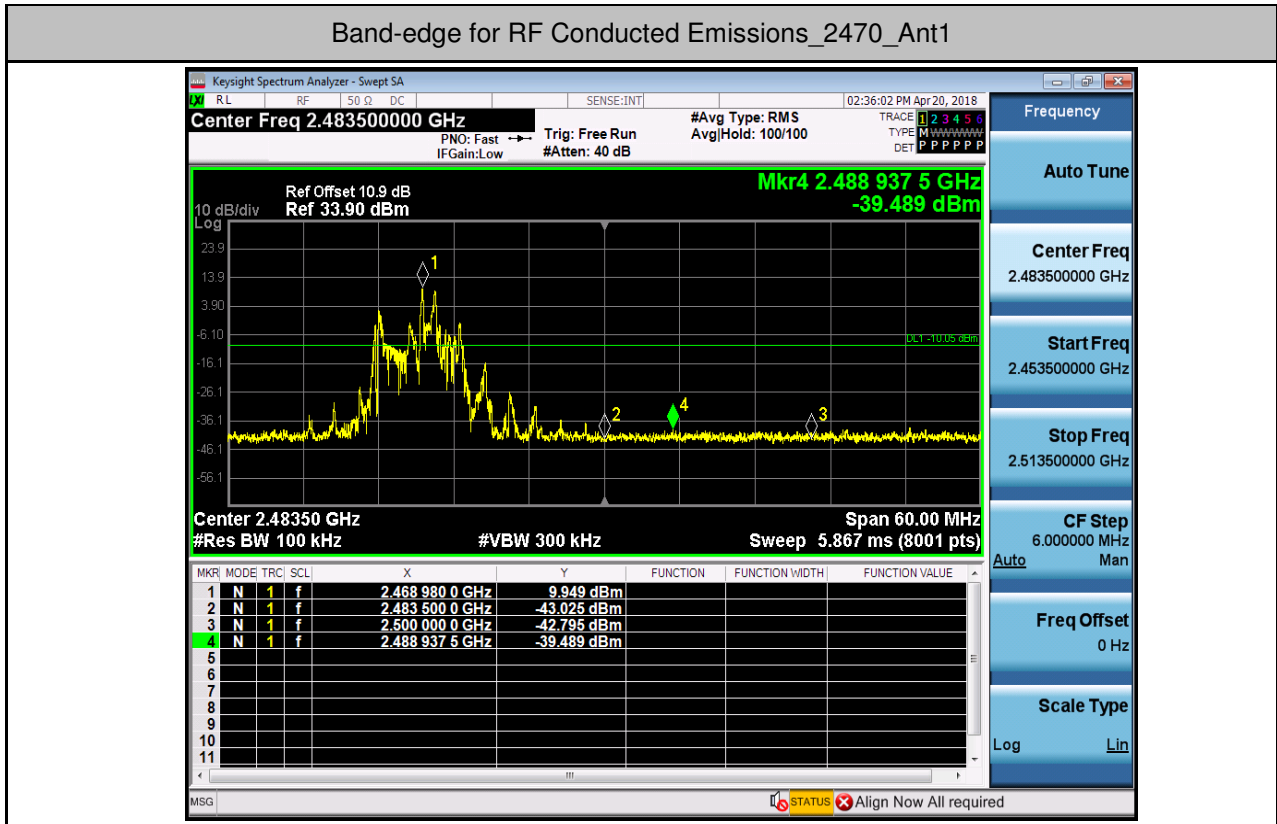 Band-edge for RF Conducted Emissions_2470_Ant1
Keysight Spectrum Analyzer - Swept SA
LXI RL RF 50 Ω DC SENSE:INT 02:36:02 PM Apr 20, 2018
Center Freq 2.483500000 GHz
PNO: Fast
IFGain:Low
Trig: Free Run
#Atten: 40 dB
#Avg Type: RMS
Avg|Hold: 100/100
TRACE 1 2 3 4 5 6
TYPE M WWWWW
DET P P P P P P
Mkr4 2.488 937 5 GHz
-39.489 dBm
Ref Offset 10.9 dB
10 dB/div Ref 33.90 dBm
Log
23.9
13.9
3.90
-6.10
-16.1
-26.1
-36.1
-46.1
-56.1
1
DL1 -10.05 dBm
2
4
3
Center 2.48350 GHz Span 60.00 MHz
#Res BW 100 kHz #VBW 300 kHz Sweep 5.867 ms (8001 pts)
MKR MODE TRC SCL X Y FUNCTION FUNCTION WIDTH FUNCTION VALUE
1 N 1 f 2.468 980 0 GHz 9.949 dBm
2 N 1 f 2.483 500 0 GHz -43.025 dBm
3 N 1 f 2.500 000 0 GHz -42.795 dBm
4 N 1 f 2.488 937 5 GHz -39.489 dBm
5
6
7
8
9
10
11
MSG STATUS Align Now All required
Frequency
Auto Tune
Center Freq
2.483500000 GHz
Start Freq
2.453500000 GHz
Stop Freq
2.513500000 GHz
CF Step
6.000000 MHz
Auto Man
Freq Offset
0 Hz
Scale Type
Log Lin